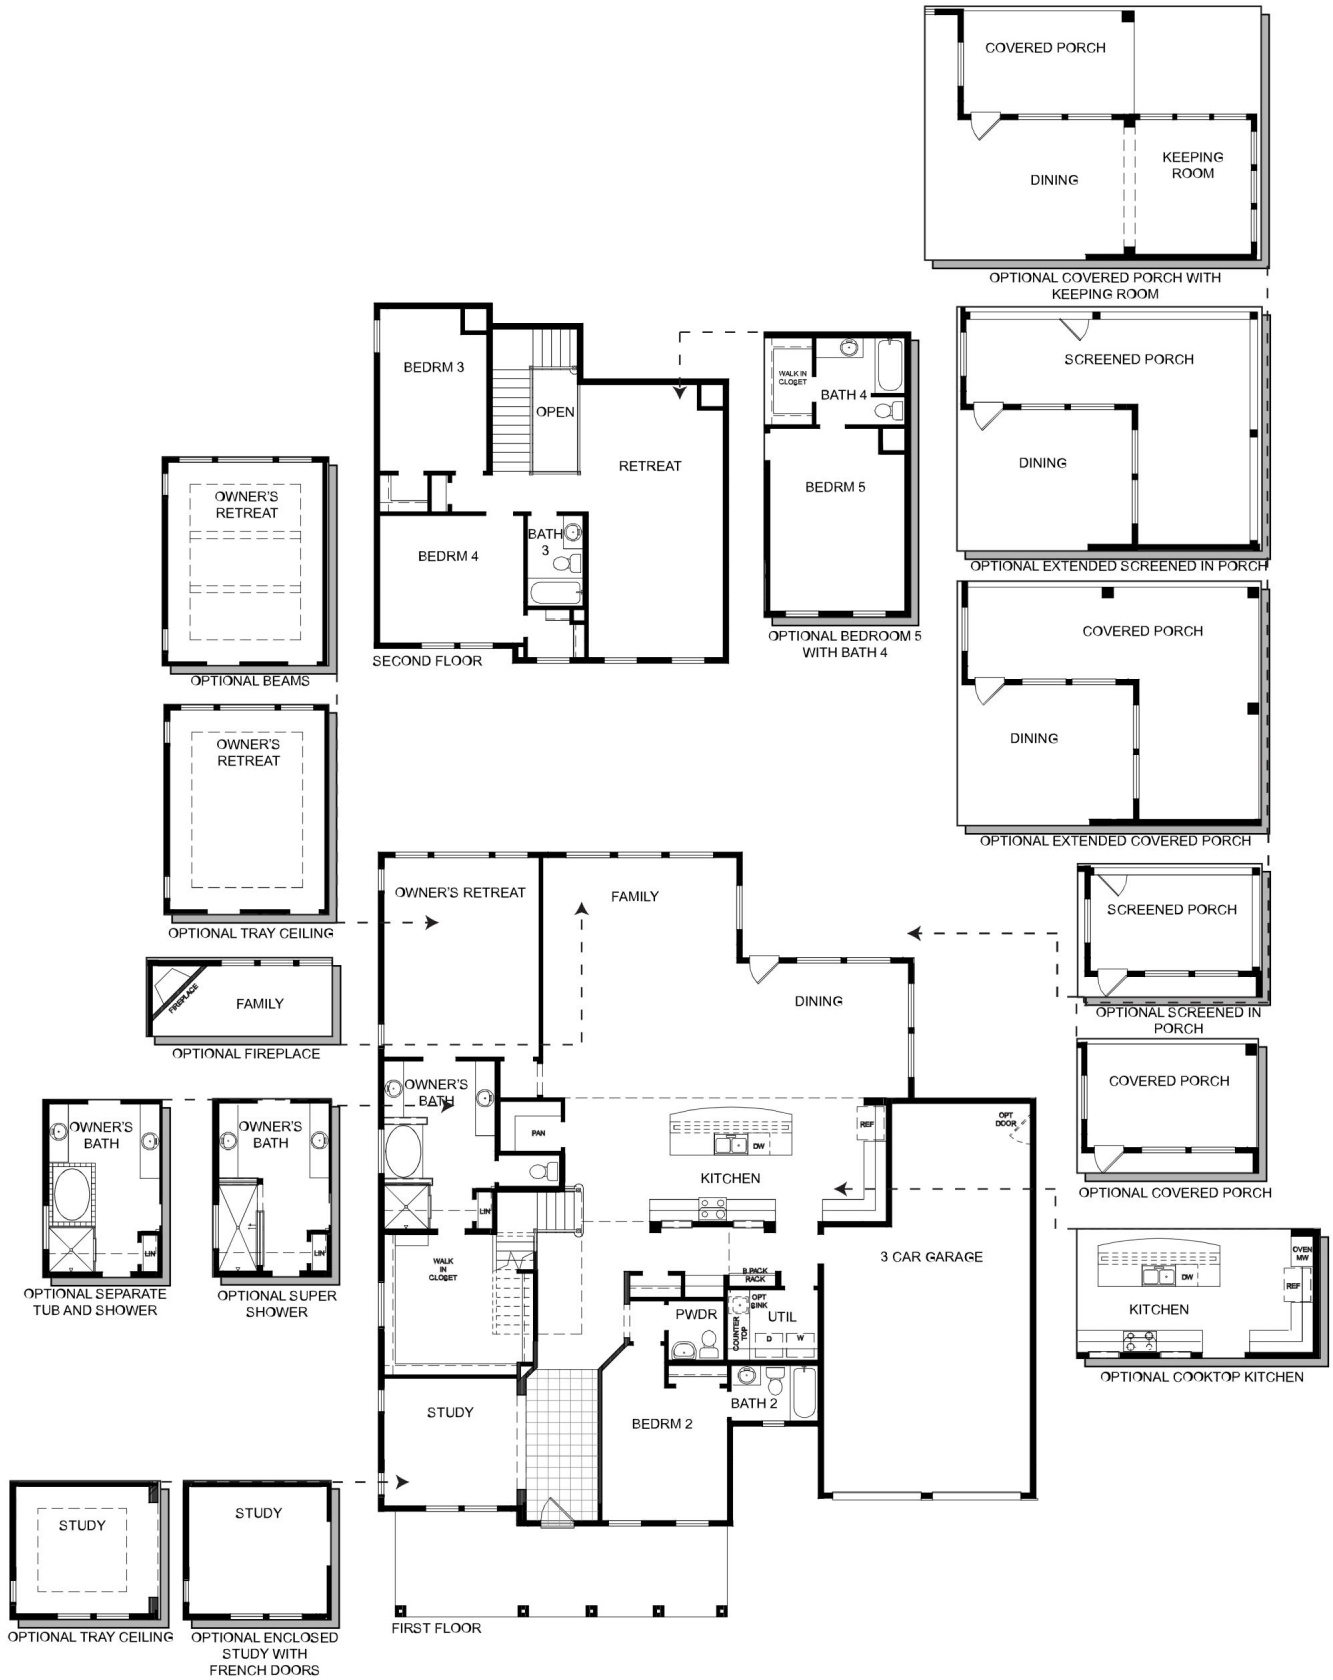 COVERED PORCH
DINING
KEEPING
ROOM
OPTIONAL COVERED PORCH WITH
KEEPING ROOM
SCREENED PORCH
DINING
OPTIONAL EXTENDED SCREENED IN PORCH
COVERED PORCH
DINING
OPTIONAL EXTENDED COVERED PORCH
SCREENED PORCH
OPTIONAL SCREENED IN
PORCH
COVERED PORCH
OPTIONAL COVERED PORCH
BEDRM 3
OPEN
RETREAT
BEDRM 4
BATH
3
SECOND FLOOR
WALK IN
CLOSET
BATH 4
BEDRM 5
OPTIONAL BEDROOM 5
WITH BATH 4
OWNER'S
RETREAT
OPTIONAL BEAMS
OWNER'S
RETREAT
OPTIONAL TRAY CEILING
FIREPLACE
FAMILY
OPTIONAL FIREPLACE
OWNER'S
BATH
LIN
OPTIONAL SEPARATE
TUB AND SHOWER
OWNER'S
BATH
LIN
OPTIONAL SUPER
SHOWER
OWNER'S RETREAT
FAMILY
DINING
OWNER'S
BATH
PAN
DW
REF
OPT
DOOR
KITCHEN
LIN
WALK
IN
CLOSET
3 CAR GARAGE
B.PACK
RACK
OPT
SINK
COUNTER
TOP
UTIL
D
W
PWDR
STUDY
BEDRM 2
BATH 2
FIRST FLOOR
OVEN
MW
REF
DW
KITCHEN
OPTIONAL COOKTOP KITCHEN
STUDY
OPTIONAL TRAY CEILING
STUDY
OPTIONAL ENCLOSED
STUDY WITH
FRENCH DOORS